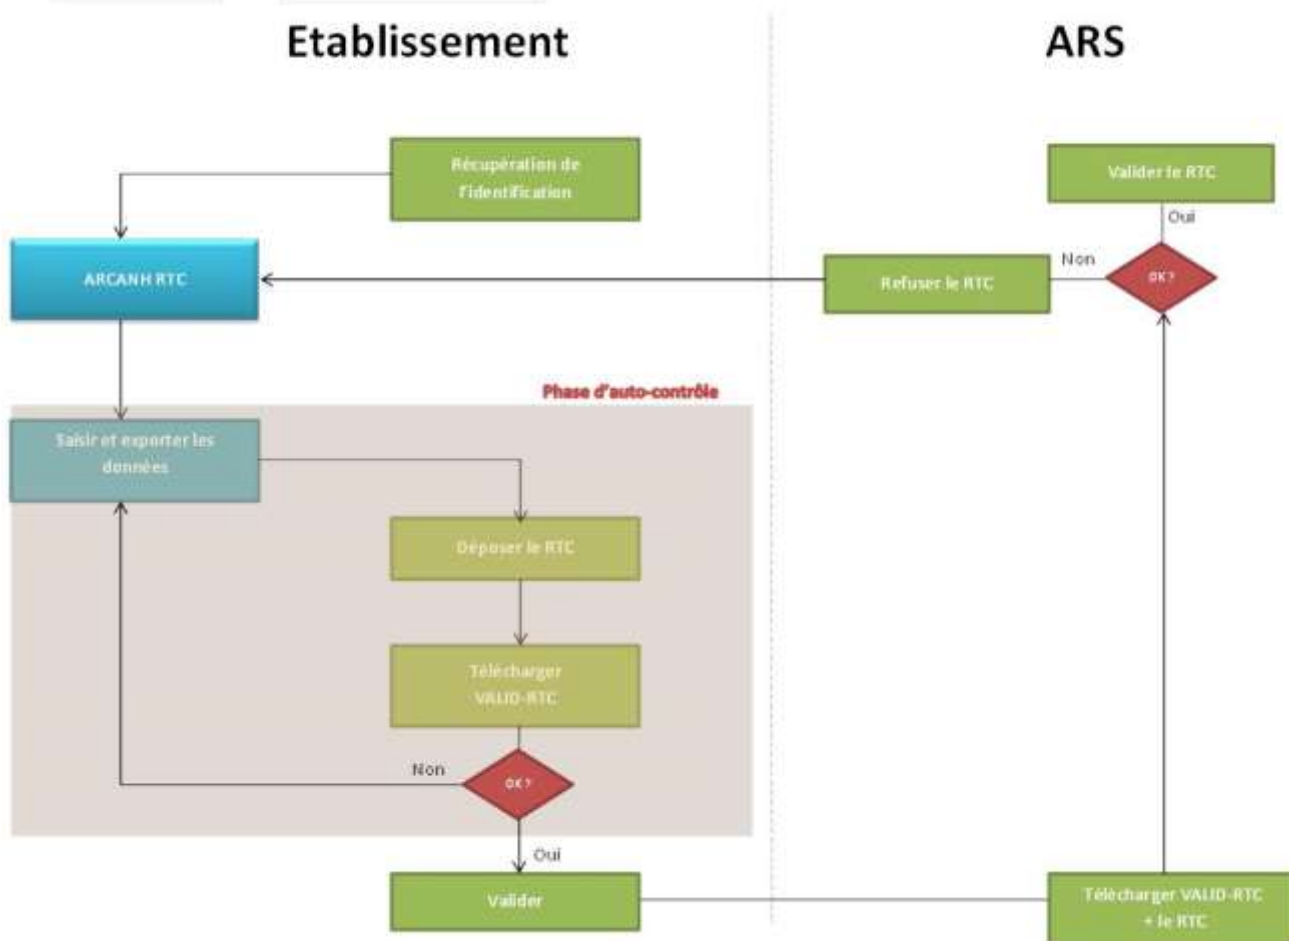 Etablissement
ARS
Récupération de
l'identification
Valider le RTC
Oui
ARCANH RTC
Refuser le RTC
Non
OK ?
Phase d'auto-contrôle
Saisir et exporter les
données
Déposer le RTC
Télécharger
VALID-RTC
Non
OK ?
Oui
Valider
Télécharger VALID-RTC
+ le RTC